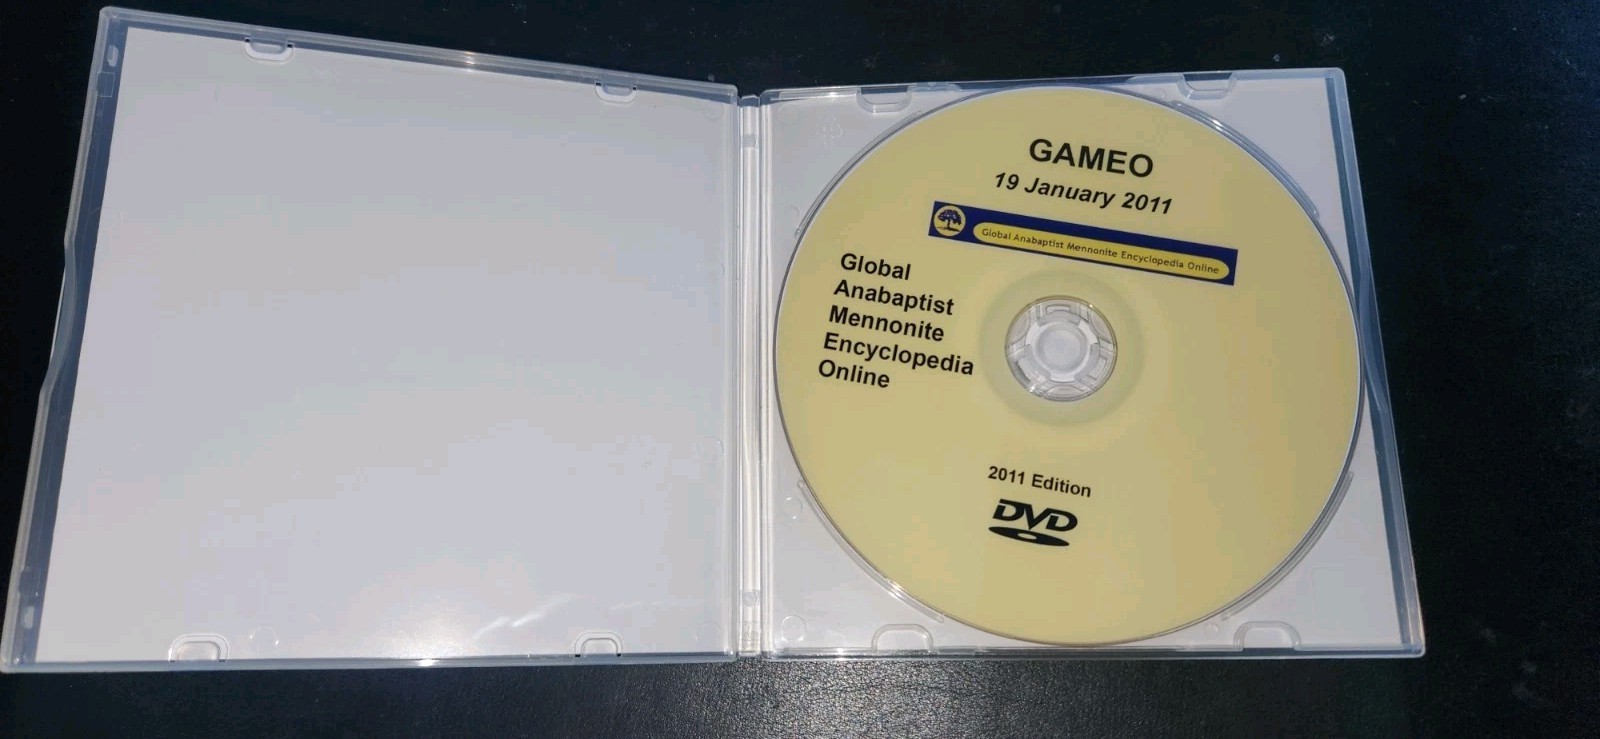 GAMEO
19 January 2011
Global Anabaptist Mennonite Encyclopedia Online
Global
Anabaptist
Mennonite
Encyclopedia
Online
2011 Edition
DVD